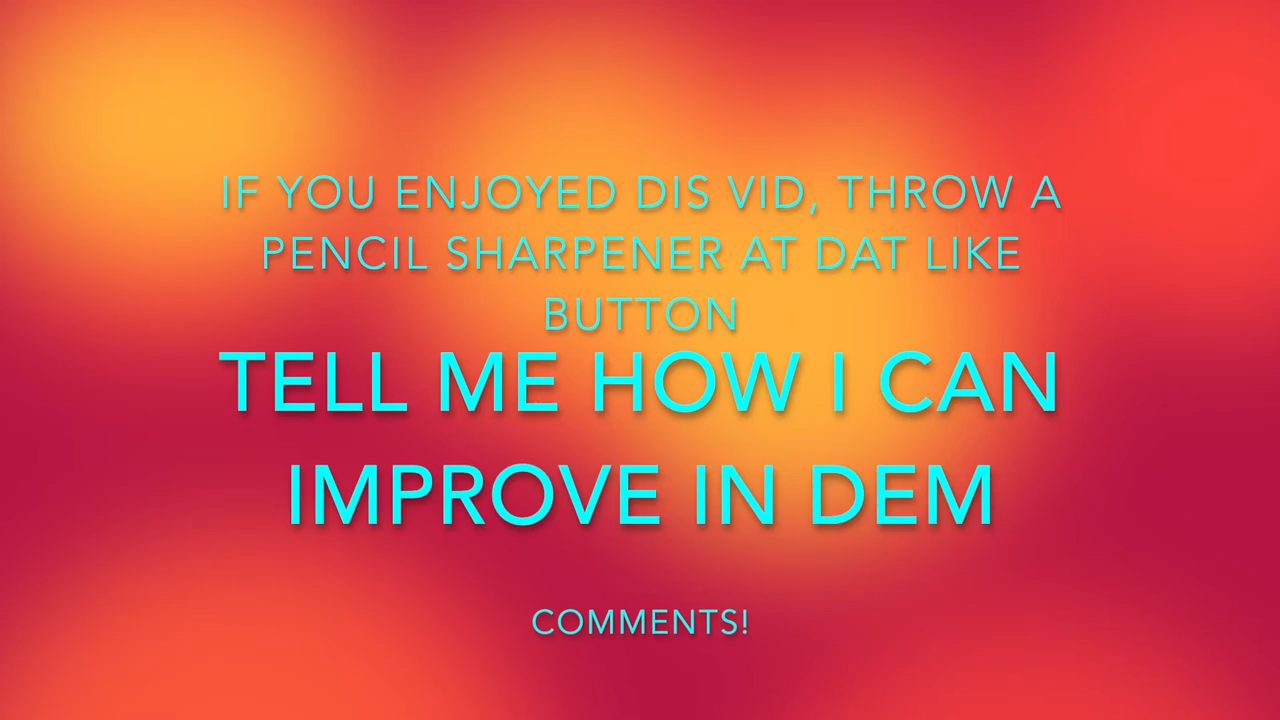 IF YOU ENJOYED DIS VID, THROW A
PENCIL SHARPENER AT DAT LIKE
BUTTON
TELL ME HOW I CAN
IMPROVE IN DEM
COMMENTS!